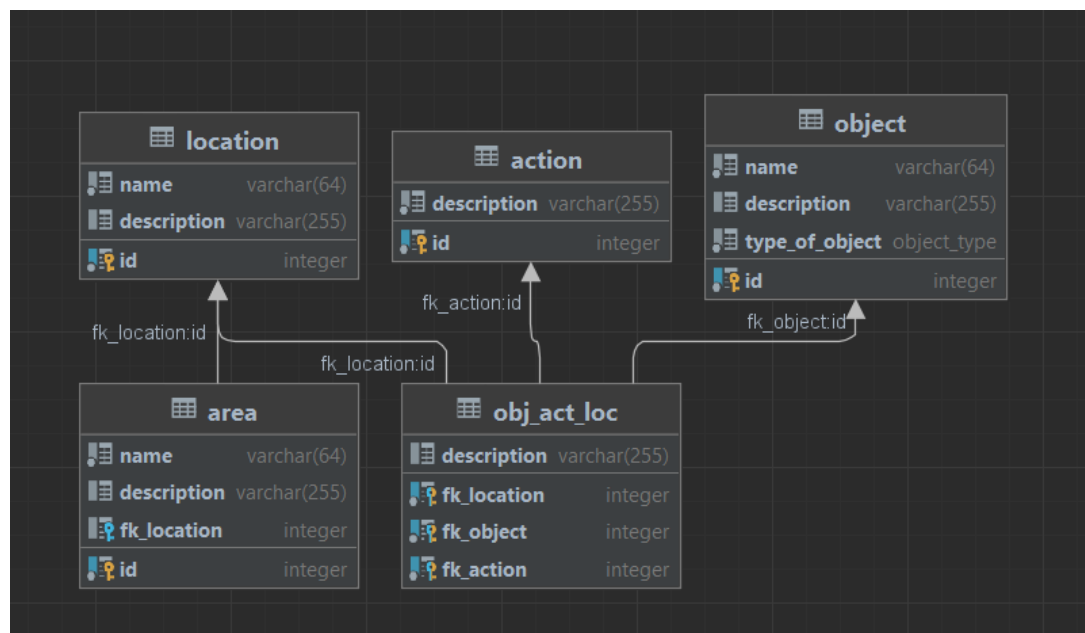 location
name varchar(64)
description varchar(255)
id integer
action
description varchar(255)
id integer
object
name varchar(64)
description varchar(255)
type_of_object object_type
id integer
fk_location:id
fk_location:id
fk_action:id
fk_object:id
area
name varchar(64)
description varchar(255)
fk_location integer
id integer
obj_act_loc
description varchar(255)
fk_location integer
fk_object integer
fk_action integer